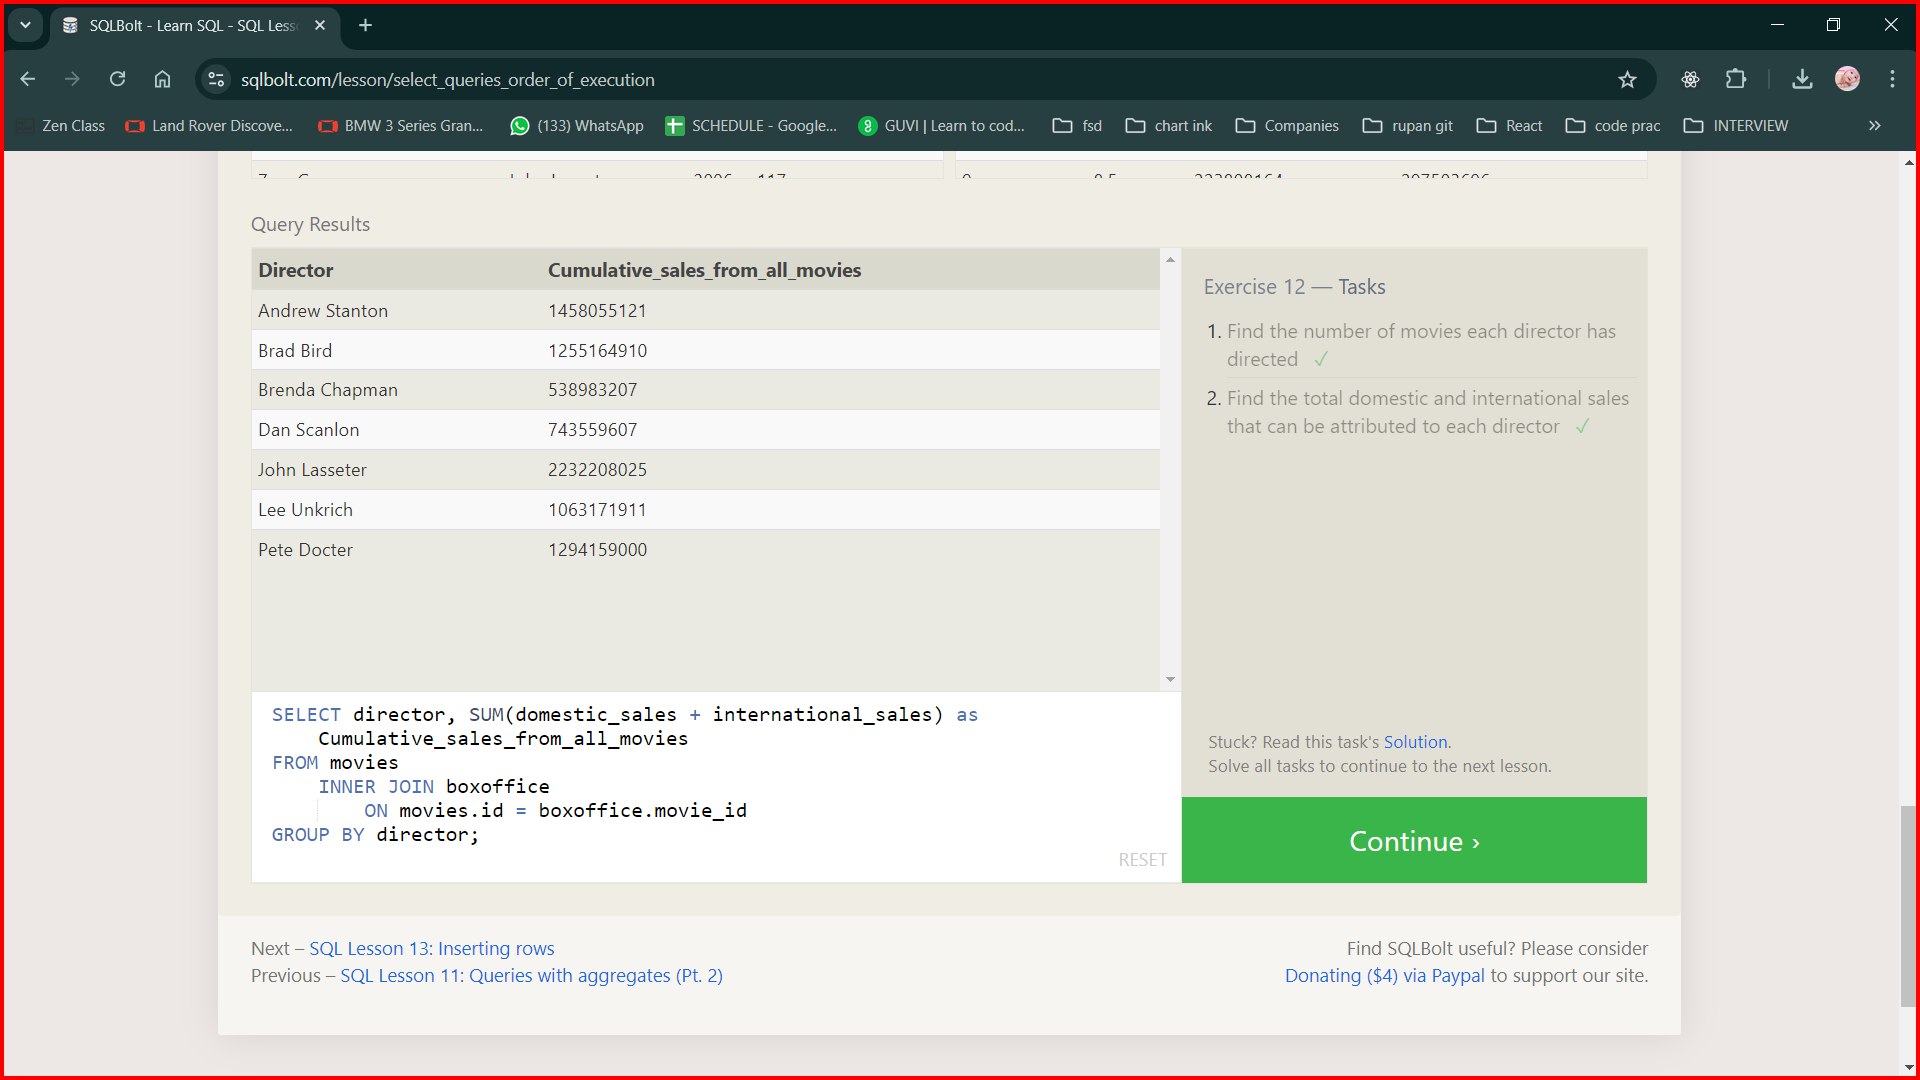 SQLBolt - Learn SQL - SQL Less
sqlbolt.com/lesson/select_queries_order_of_execution
Zen Class
Land Rover Discove...
BMW 3 Series Gran...
(133) WhatsApp
SCHEDULE - Google...
GUVI | Learn to cod...
fsd
chart ink
Companies
rupan git
React
code prac
INTERVIEW
Query Results
Director Cumulative_sales_from_all_movies
Andrew Stanton 1458055121
Brad Bird 1255164910
Brenda Chapman 538983207
Dan Scanlon 743559607
John Lasseter 2232208025
Lee Unkrich 1063171911
Pete Docter 1294159000
SELECT director, SUM(domestic_sales + international_sales) as
Cumulative_sales_from_all_movies
FROM movies
INNER JOIN boxoffice
ON movies.id = boxoffice.movie_id
GROUP BY director;
RESET
Exercise 12 — Tasks
1. Find the number of movies each director has
directed ✓
2. Find the total domestic and international sales
that can be attributed to each director ✓
Stuck? Read this task's Solution.
Solve all tasks to continue to the next lesson.
Continue ›
Next – SQL Lesson 13: Inserting rows
Previous – SQL Lesson 11: Queries with aggregates (Pt. 2)
Find SQLBolt useful? Please consider
Donating ($4) via Paypal to support our site.